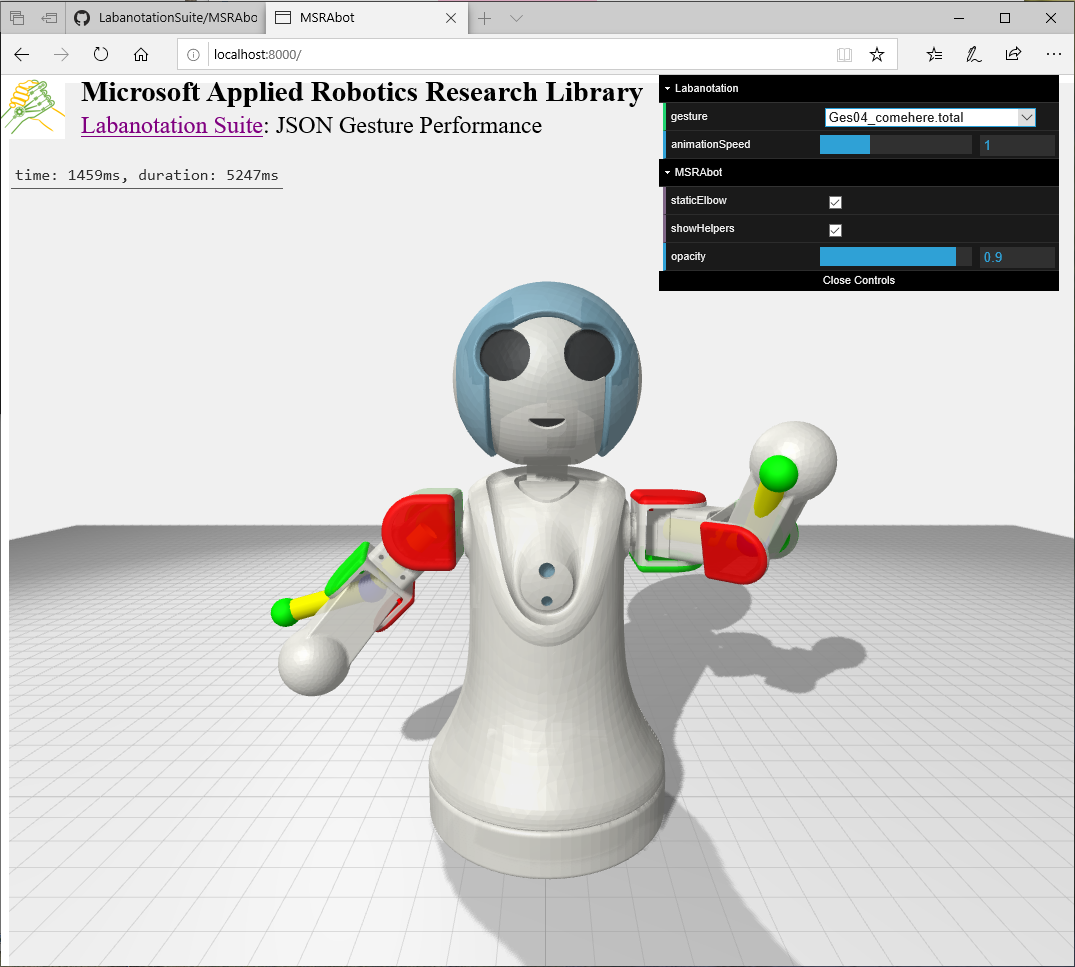 LabanotationSuite/MSRAbo
MSRAbot
localhost:8000/
Microsoft Applied Robotics Research Library
Labanotation Suite: JSON Gesture Performance
time: 1459ms, duration: 5247ms
Labanotation
gesture Ges04_comehere.total
animationSpeed 1
MSRAbot
staticElbow
showHelpers
opacity 0.9
Close Controls